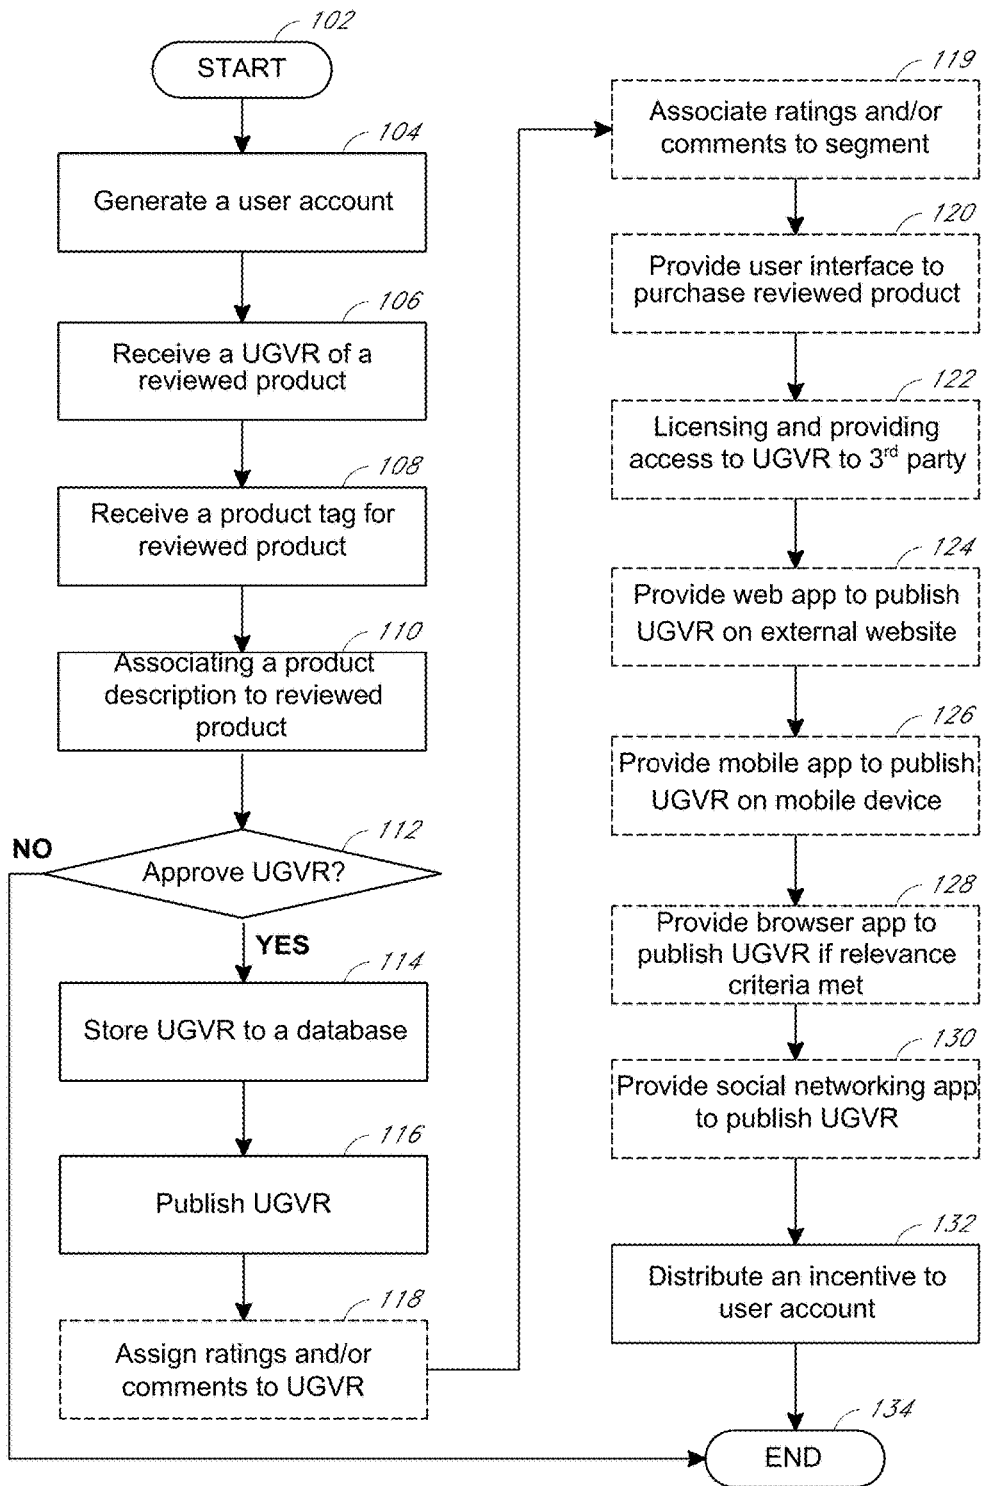 102
START
104
Generate a user account
106
Receive a UGVR of a
reviewed product
108
Receive a product tag for
reviewed product
110
Associating a product
description to reviewed
product
112
NO
Approve UGVR?
YES
114
Store UGVR to a database
116
Publish UGVR
118
Assign ratings and/or
comments to UGVR
119
Associate ratings and/or
comments to segment
120
Provide user interface to
purchase reviewed product
122
Licensing and providing
access to UGVR to 3rd party
124
Provide web app to publish
UGVR on external website
126
Provide mobile app to publish
UGVR on mobile device
128
Provide browser app to
publish UGVR if relevance
criteria met
130
Provide social networking app
to publish UGVR
132
Distribute an incentive to
user account
134
END